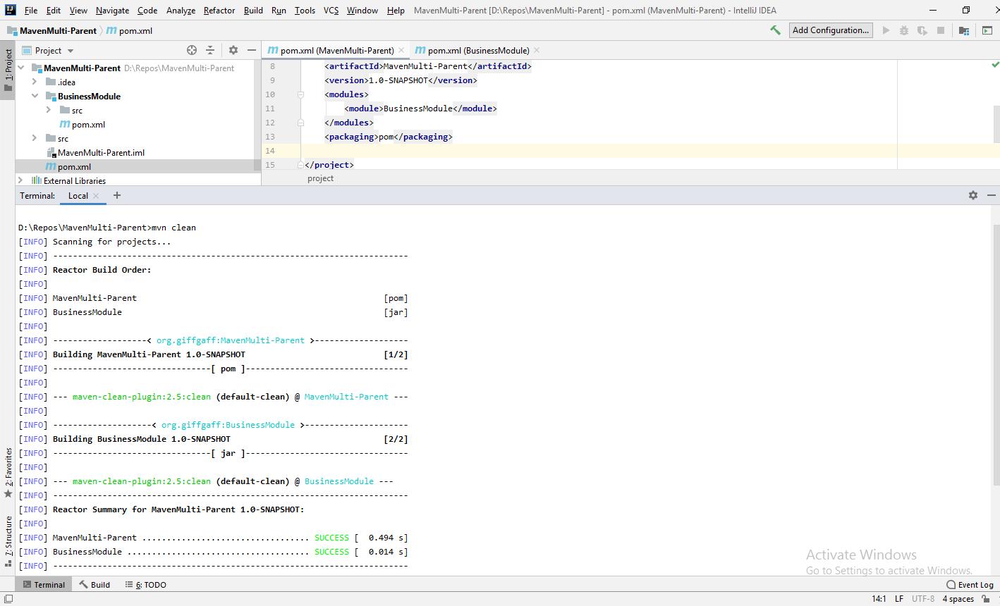 File Edit View Navigate Code Analyze Refactor Build Run Tools VCS Window Help MavenMulti-Parent [D:\Repos\MavenMulti-Parent] - pom.xml (MavenMulti-Parent) - IntelliJ IDEA
MavenMulti-Parent pom.xml Add Configuration...
1: Project
Project
MavenMulti-Parent D:\Repos\MavenMulti-Parent
.idea
BusinessModule
src
pom.xml
src
MavenMulti-Parent.iml
pom.xml
External Libraries
pom.xml (MavenMulti-Parent) pom.xml (BusinessModule)
8 <artifactId>MavenMulti-Parent</artifactId>
9 <version>1.0-SNAPSHOT</version>
10 <modules>
11 <module>BusinessModule</module>
12 </modules>
13 <packaging>pom</packaging>
14
15 </project>
project
Terminal: Local +
D:\Repos\MavenMulti-Parent>mvn clean
[INFO] Scanning for projects...
[INFO] ------------------------------------------------------------------------
[INFO] Reactor Build Order:
[INFO]
[INFO] MavenMulti-Parent [pom]
[INFO] BusinessModule [jar]
[INFO]
[INFO] -------------------< org.giffgaff:MavenMulti-Parent >-------------------
[INFO] Building MavenMulti-Parent 1.0-SNAPSHOT [1/2]
[INFO] --------------------------------[ pom ]---------------------------------
[INFO]
[INFO] --- maven-clean-plugin:2.5:clean (default-clean) @ MavenMulti-Parent ---
[INFO]
[INFO] --------------------< org.giffgaff:BusinessModule >---------------------
[INFO] Building BusinessModule 1.0-SNAPSHOT [2/2]
[INFO] --------------------------------[ jar ]---------------------------------
[INFO]
[INFO] --- maven-clean-plugin:2.5:clean (default-clean) @ BusinessModule ---
[INFO] ------------------------------------------------------------------------
[INFO] Reactor Summary for MavenMulti-Parent 1.0-SNAPSHOT:
[INFO]
[INFO] MavenMulti-Parent .................................. SUCCESS [  0.494 s]
[INFO] BusinessModule ..................................... SUCCESS [  0.014 s]
[INFO] ------------------------------------------------------------------------
2: Favorites
7: Structure
Activate Windows
Go to Settings to activate Windows.
Terminal Build 6: TODO Event Log
14:1 LF UTF-8 4 spaces